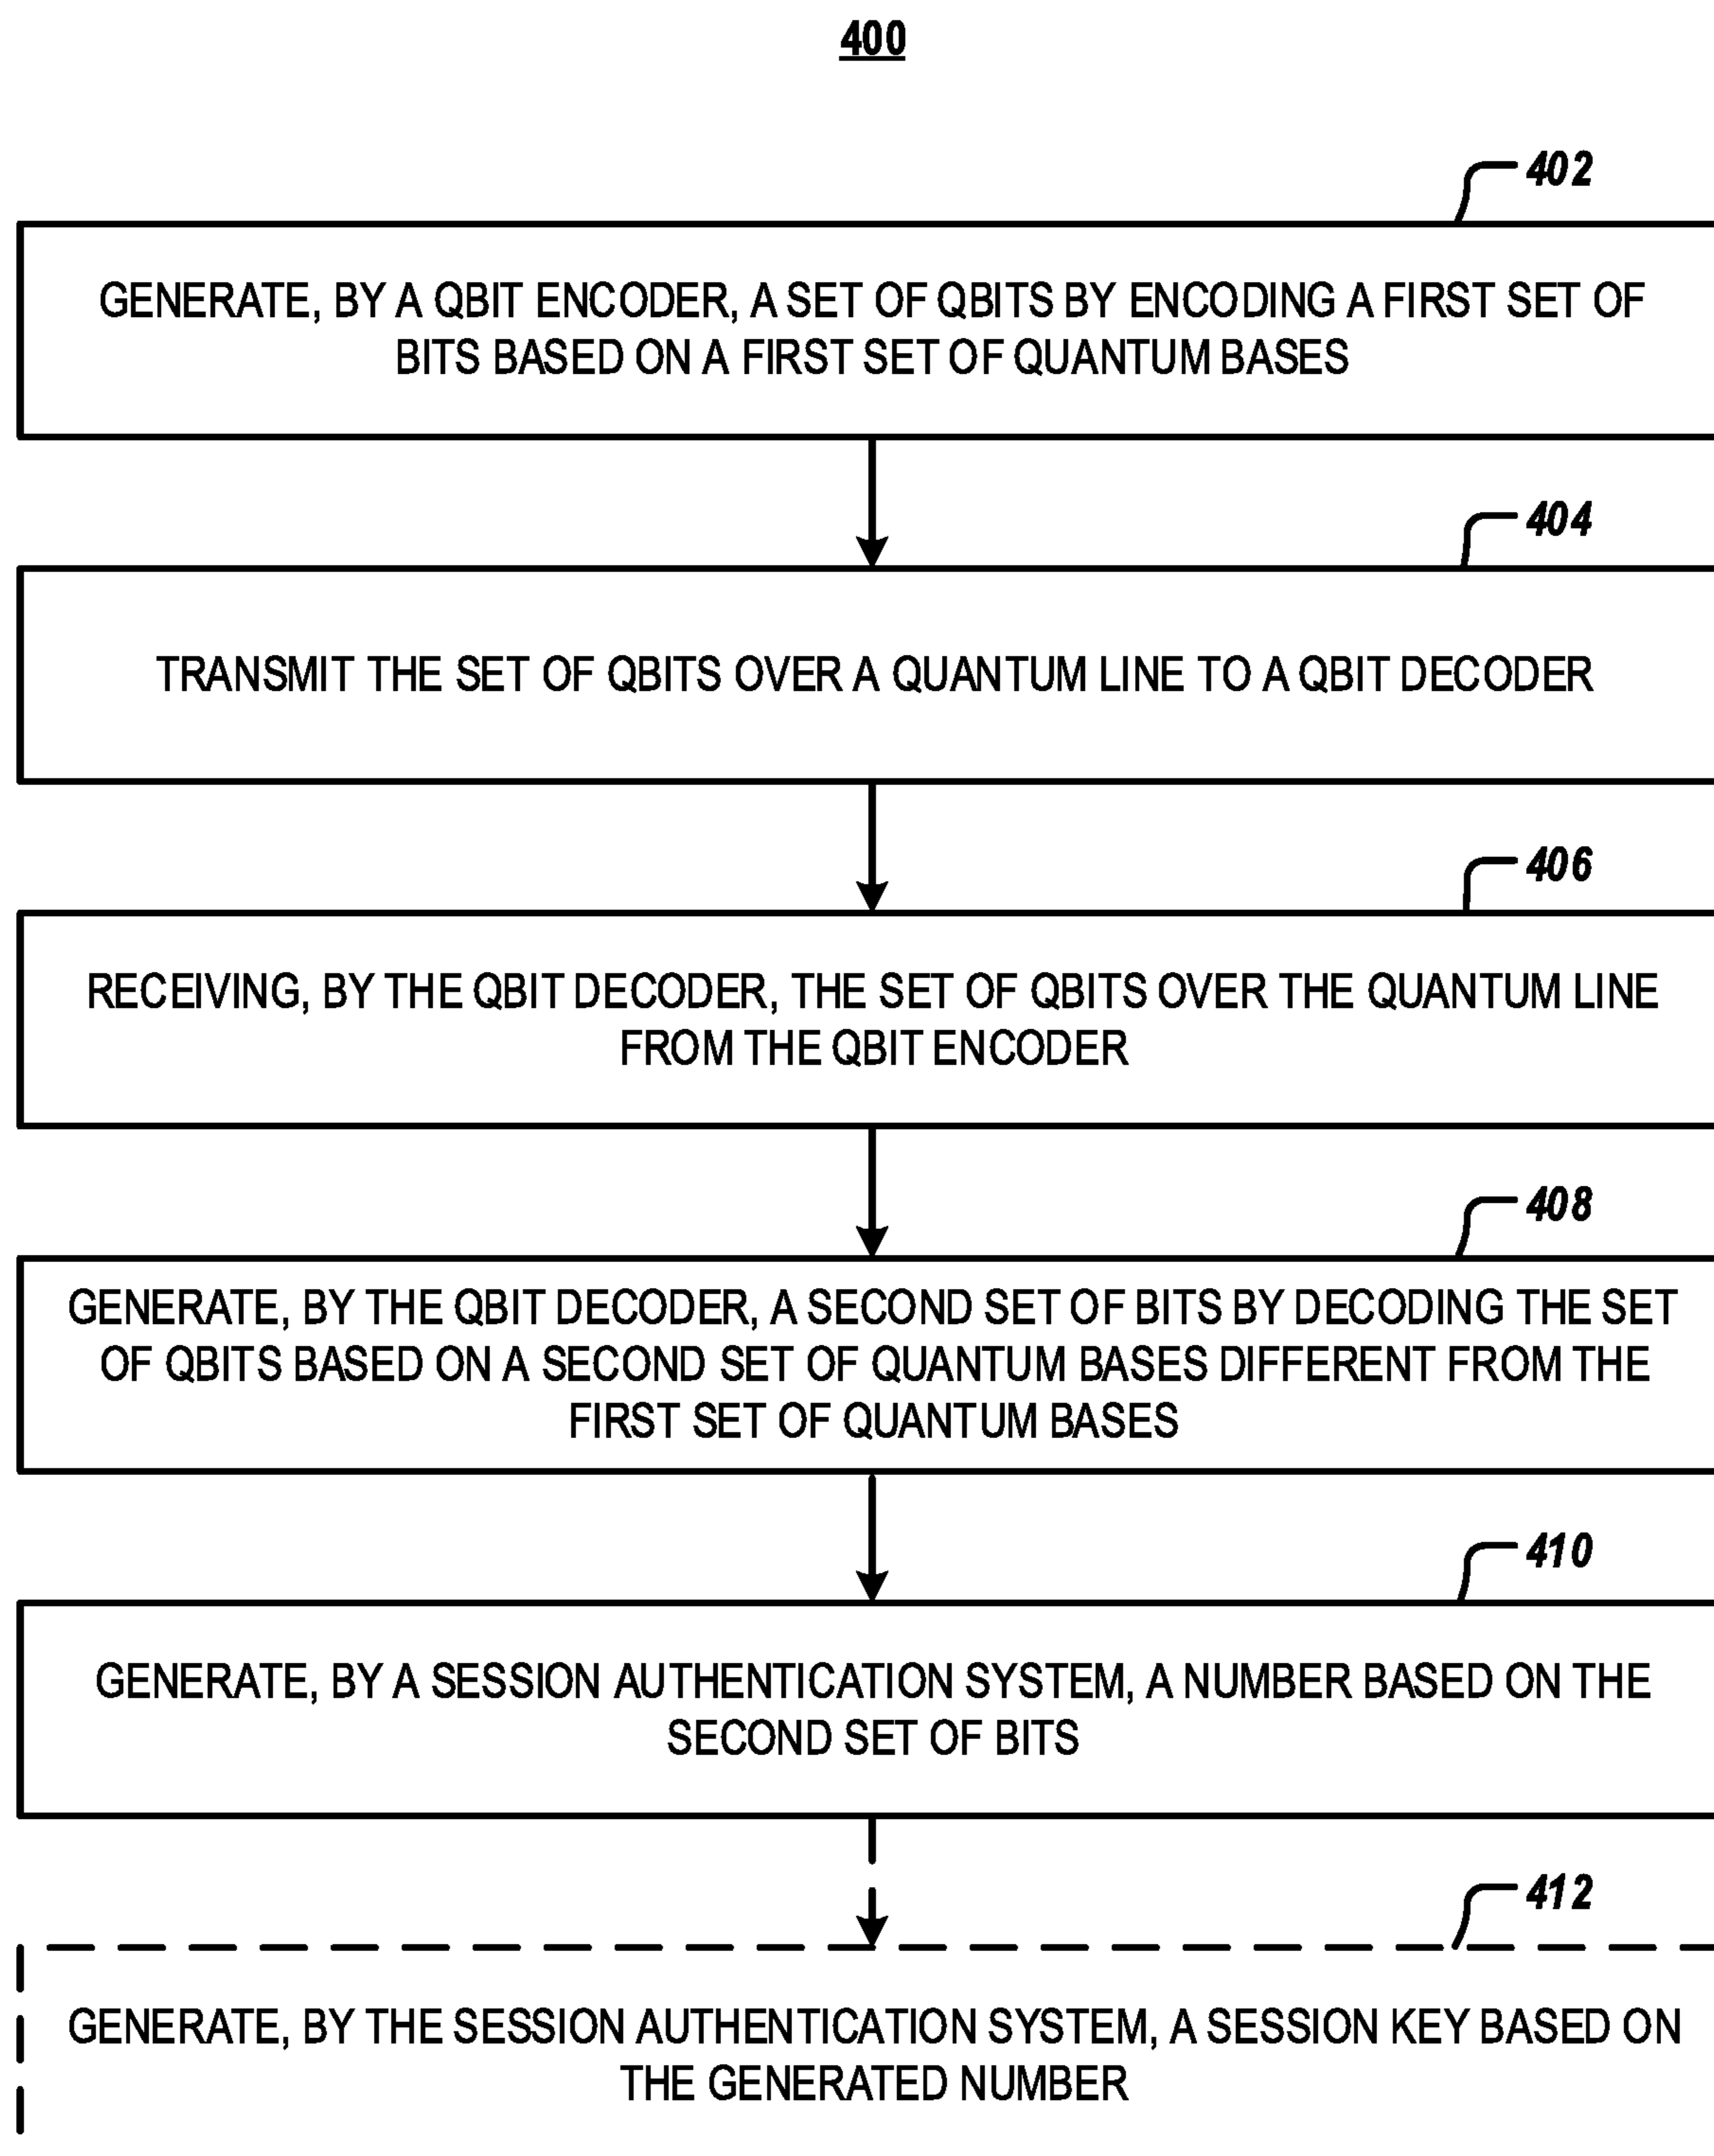 400
402
GENERATE, BY A QBIT ENCODER, A SET OF QBITS BY ENCODING A FIRST SET OF
BITS BASED ON A FIRST SET OF QUANTUM BASES
404
TRANSMIT THE SET OF QBITS OVER A QUANTUM LINE TO A QBIT DECODER
406
RECEIVING, BY THE QBIT DECODER, THE SET OF QBITS OVER THE QUANTUM LINE
FROM THE QBIT ENCODER
408
GENERATE, BY THE QBIT DECODER, A SECOND SET OF BITS BY DECODING THE SET
OF QBITS BASED ON A SECOND SET OF QUANTUM BASES DIFFERENT FROM THE
FIRST SET OF QUANTUM BASES
410
GENERATE, BY A SESSION AUTHENTICATION SYSTEM, A NUMBER BASED ON THE
SECOND SET OF BITS
412
GENERATE, BY THE SESSION AUTHENTICATION SYSTEM, A SESSION KEY BASED ON
THE GENERATED NUMBER